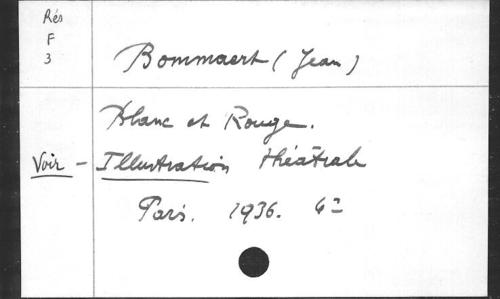 Rés
F
3
Bommaert (Jean)
Blanc et Rouge.
Voir - Illustration théâtrale
Paris. 1936. 4°